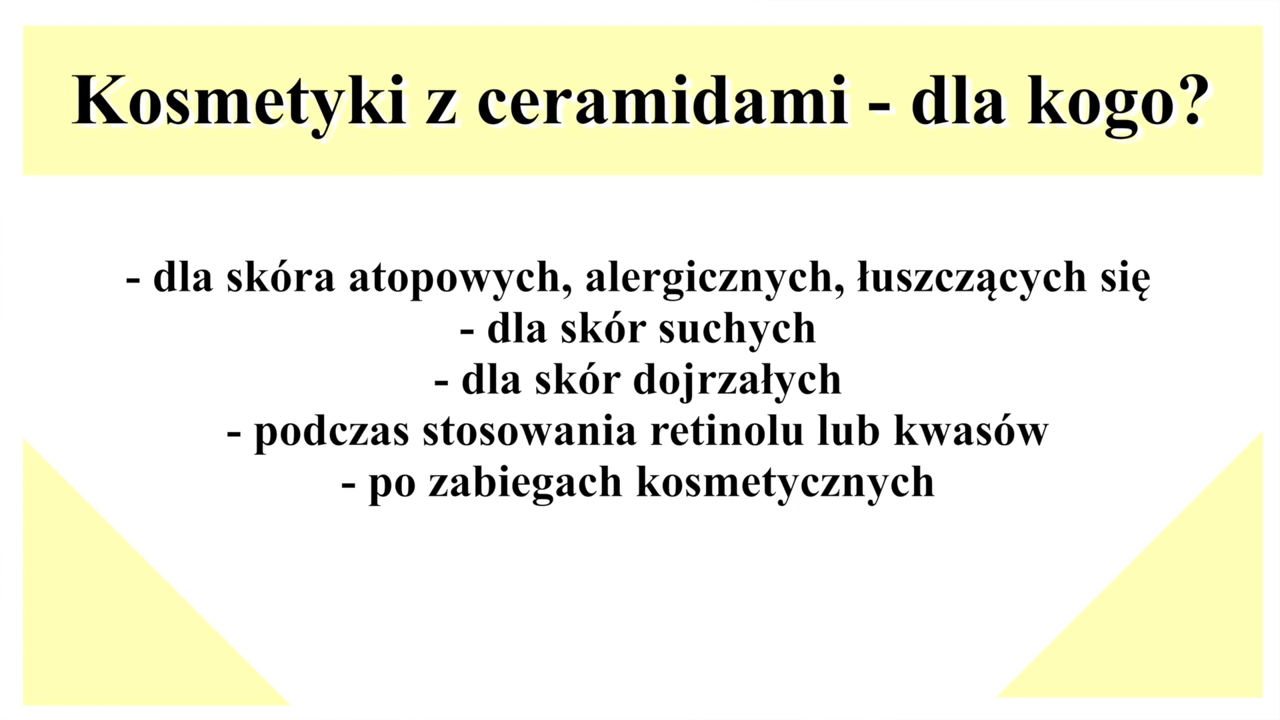 Kosmetyki z ceramidami - dla kogo?
- dla skóra atopowych, alergicznych, łuszczących się
- dla skór suchych
- dla skór dojrzałych
- podczas stosowania retinolu lub kwasów
- po zabiegach kosmetycznych